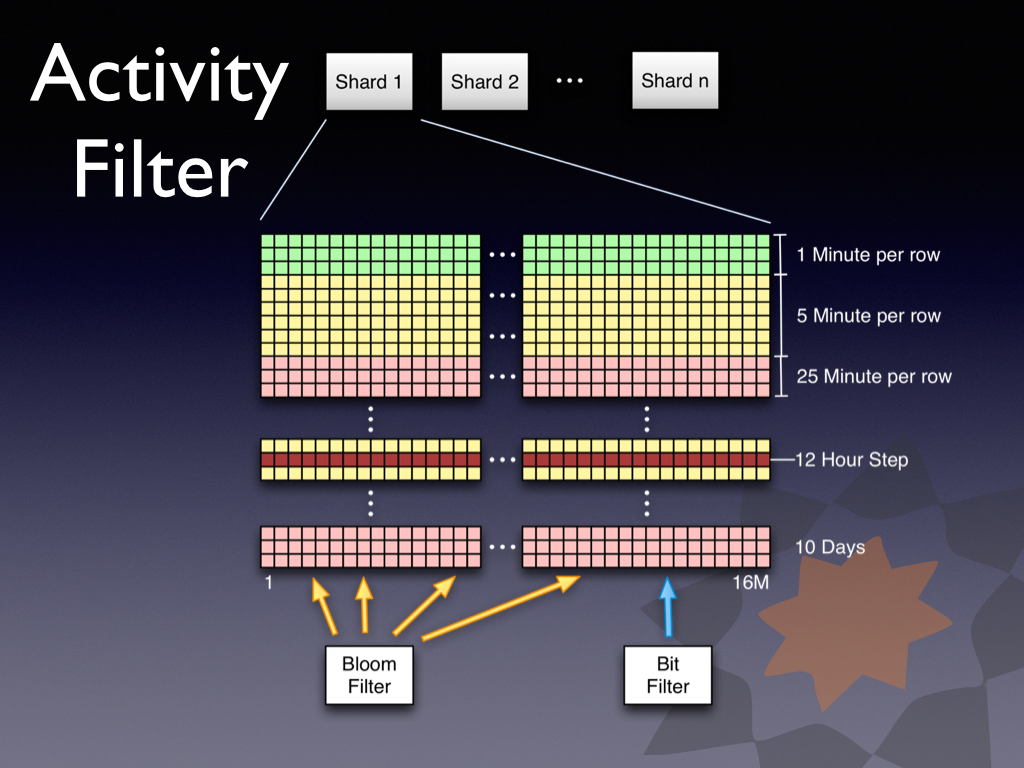 Activity
Filter
Shard 1
Shard 2
...
Shard n
1 Minute per row
5 Minute per row
25 Minute per row
12 Hour Step
10 Days
1
16M
Bloom
Filter
Bit
Filter